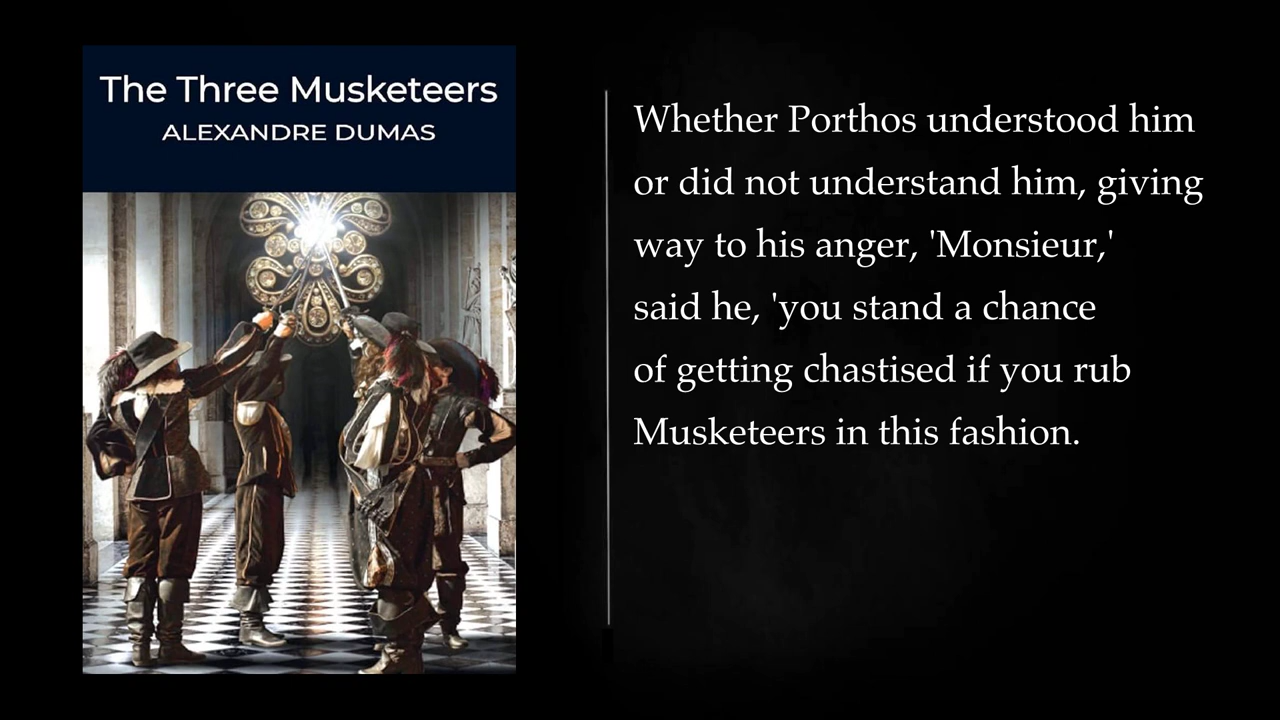 The Three Musketeers
ALEXANDRE DUMAS
Whether Porthos understood him
or did not understand him, giving
way to his anger, 'Monsieur,'
said he, 'you stand a chance
of getting chastised if you rub
Musketeers in this fashion.